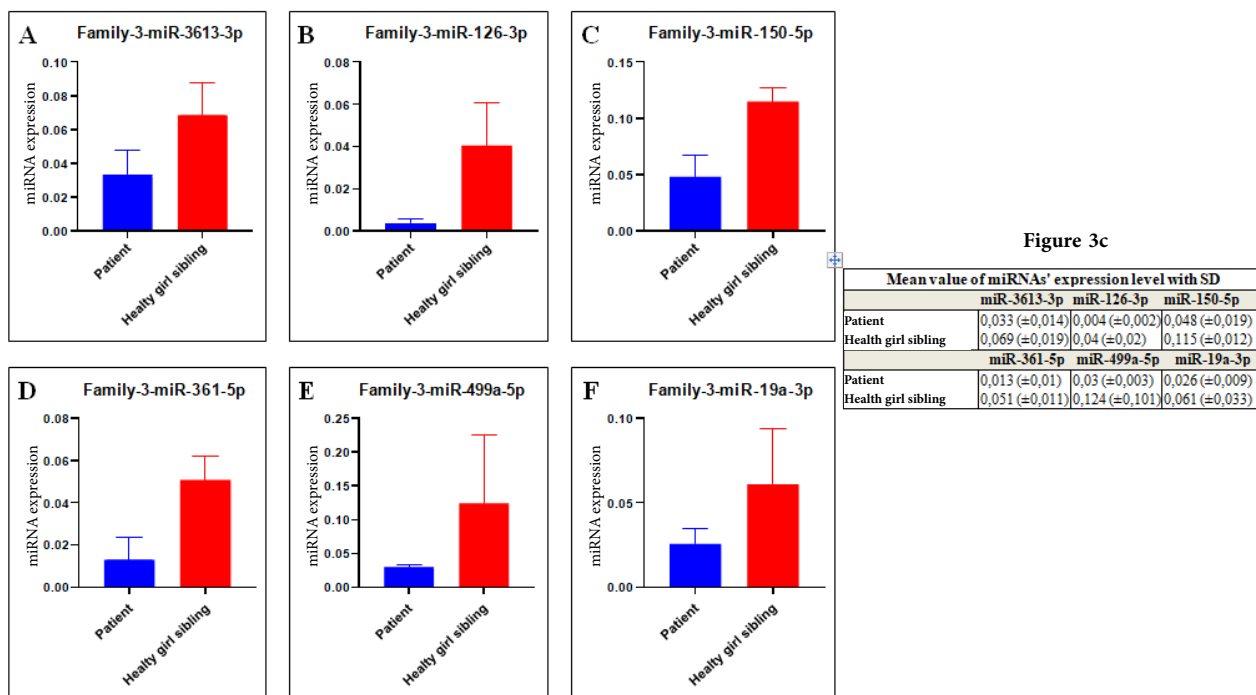 A Family-3-miR-3613-3p
miRNA expression
0.10
0.08
0.06
0.04
0.02
0.00
Patient
Healty girl sibling
B Family-3-miR-126-3p
miRNA expression
0.08
0.06
0.04
0.02
0.00
Patient
Healty girl sibling
C Family-3-miR-150-5p
miRNA expression
0.15
0.10
0.05
0.00
Patient
Healty girl sibling
D Family-3-miR-361-5p
miRNA expression
0.08
0.06
0.04
0.02
0.00
Patient
Healty girl sibling
E Family-3-miR-499a-5p
miRNA expression
0.25
0.20
0.15
0.10
0.05
0.00
Patient
Healty girl sibling
F Family-3-miR-19a-3p
miRNA expression
0.10
0.05
0.00
Patient
Healty girl sibling
Figure 3c
Mean value of miRNAs' expression level with SD
miR-3613-3p miR-126-3p miR-150-5p
Patient 0,033 (±0,014) 0,004 (±0,002) 0,048 (±0,019)
Health girl sibling 0,069 (±0,019) 0,04 (±0,02) 0,115 (±0,012)
miR-361-5p miR-499a-5p miR-19a-3p
Patient 0,013 (±0,01) 0,03 (±0,003) 0,026 (±0,009)
Health girl sibling 0,051 (±0,011) 0,124 (±0,101) 0,061 (±0,033)